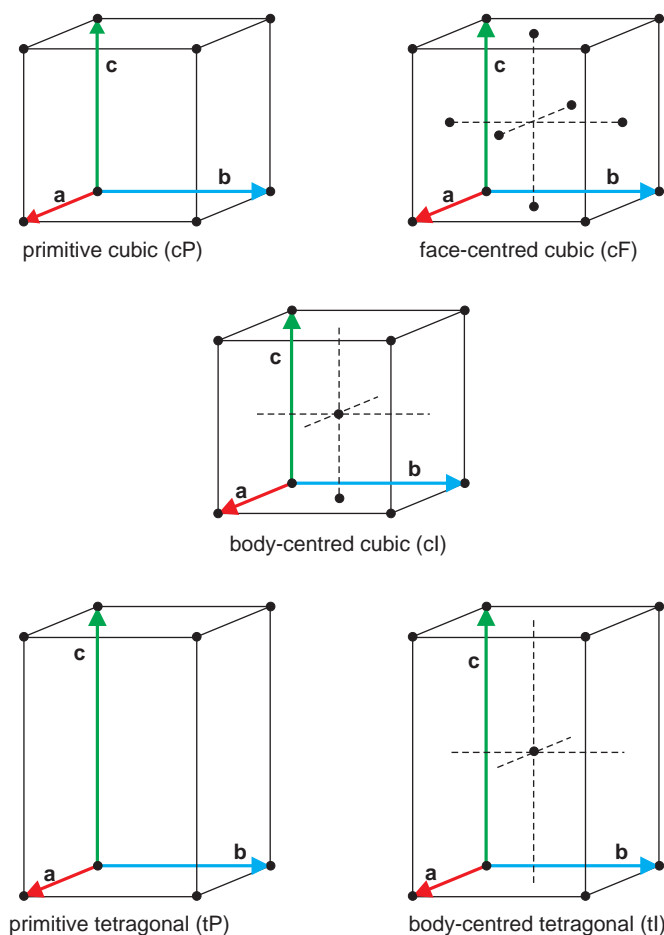 c
a
b
primitive cubic (cP)
c
a
b
face-centred cubic (cF)
c
a
b
body-centred cubic (cI)
c
a
b
primitive tetragonal (tP)
c
a
b
body-centred tetragonal (tI)